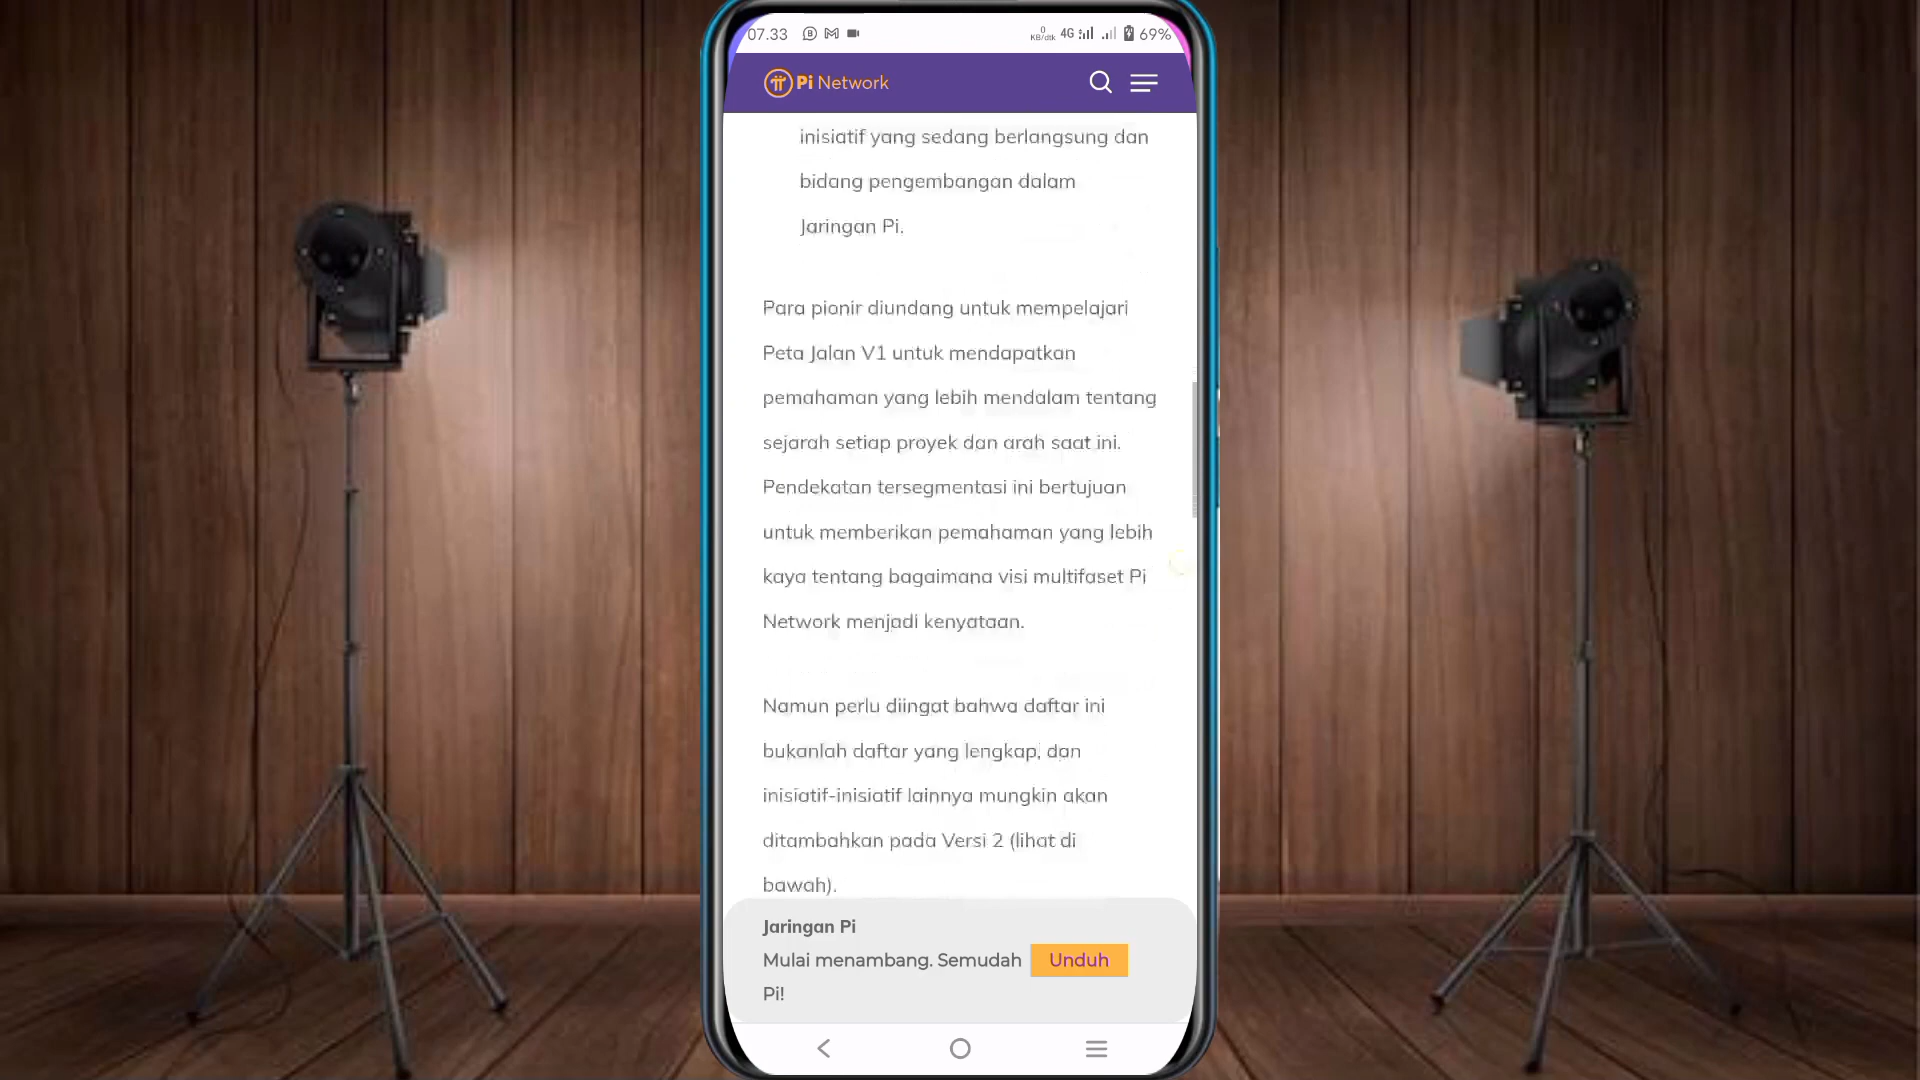 07.33
0
KB/dtk
4G
69%
Pi Network
inisiatif yang sedang berlangsung dan
bidang pengembangan dalam
Jaringan Pi.
Para pionir diundang untuk mempelajari
Peta Jalan V1 untuk mendapatkan
pemahaman yang lebih mendalam tentang
sejarah setiap proyek dan arah saat ini.
Pendekatan tersegmentasi ini bertujuan
untuk memberikan pemahaman yang lebih
kaya tentang bagaimana visi multifaset Pi
Network menjadi kenyataan.
Namun perlu diingat bahwa daftar ini
bukanlah daftar yang lengkap, dan
inisiatif-inisiatif lainnya mungkin akan
ditambahkan pada Versi 2 (lihat di
bawah).
Jaringan Pi
Mulai menambang. Semudah
Pi!
Unduh